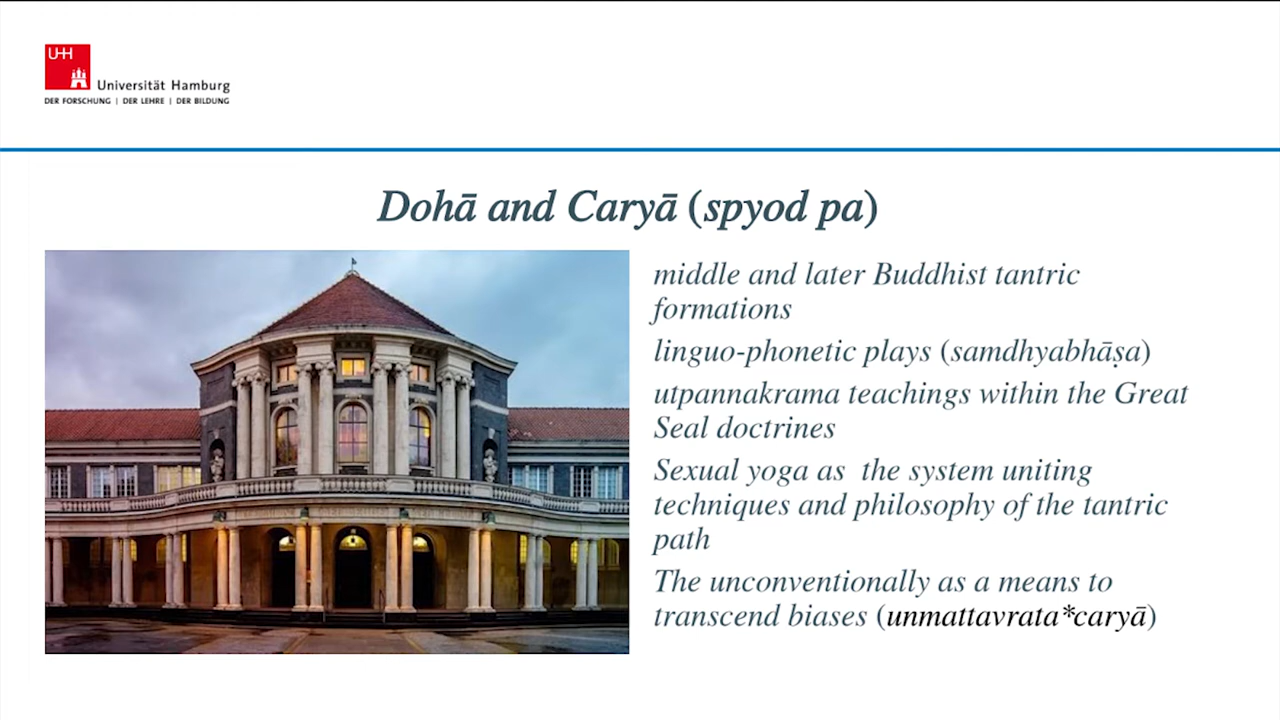 UHH
Universität Hamburg
DER FORSCHUNG | DER LEHRE | DER BILDUNG
Dohā and Caryā (spyod pa)
middle and later Buddhist tantric
formations
linguo-phonetic plays (samdhyabhāṣa)
utpannakrama teachings within the Great
Seal doctrines
Sexual yoga as the system uniting
techniques and philosophy of the tantric
path
The unconventionally as a means to
transcend biases (unmattavrata*caryā)